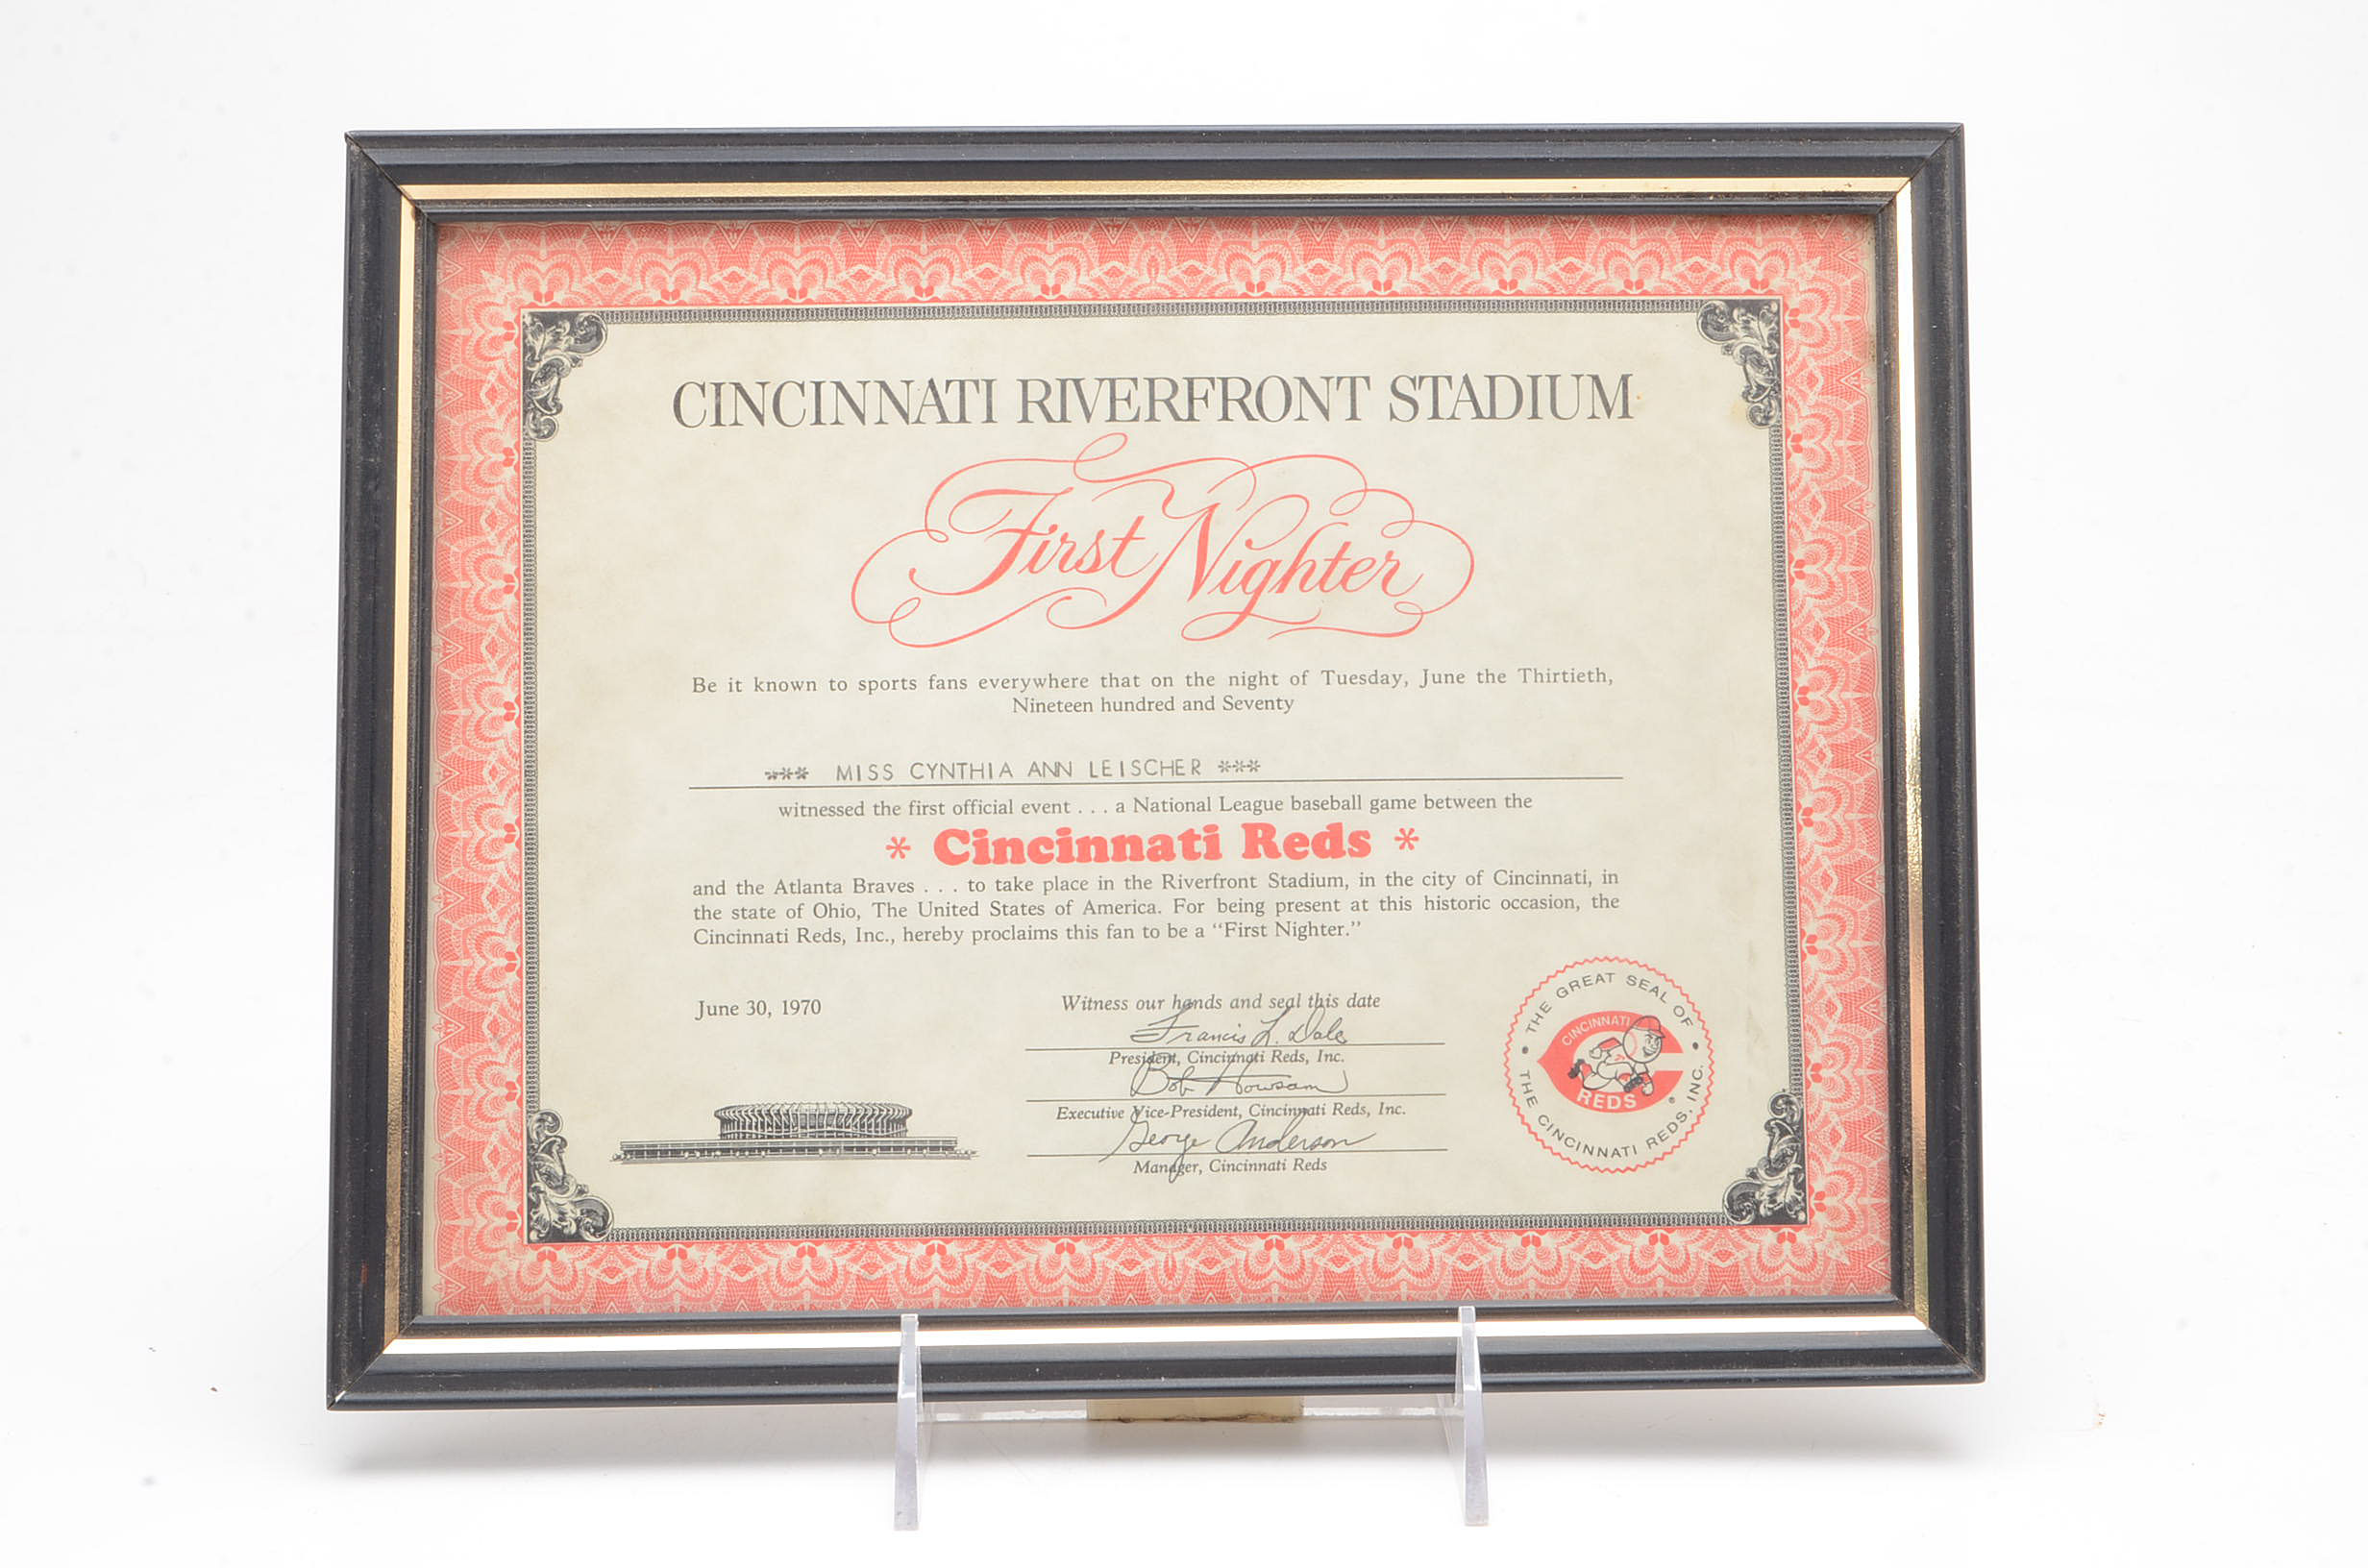 CINCINNATI RIVERFRONT STADIUM
First Nighter
Be it known to sports fans everywhere that on the night of Tuesday, June the Thirtieth,
Nineteen hundred and Seventy
*** MISS CYNTHIA ANN LEISCHER ***
witnessed the first official event . . . a National League baseball game between the
* Cincinnati Reds *
and the Atlanta Braves . . . to take place in the Riverfront Stadium, in the city of Cincinnati, in
the state of Ohio, The United States of America. For being present at this historic occasion, the
Cincinnati Reds, Inc., hereby proclaims this fan to be a “First Nighter.”
June 30, 1970
Witness our hands and seal this date
Francis L. Dale
President, Cincinnati Reds, Inc.
Bob Howsam
Executive Vice-President, Cincinnati Reds, Inc.
George Anderson
Manager, Cincinnati Reds
• THE GREAT SEAL OF •
THE CINCINNATI REDS, INC.
CINCINNATI
REDS
®